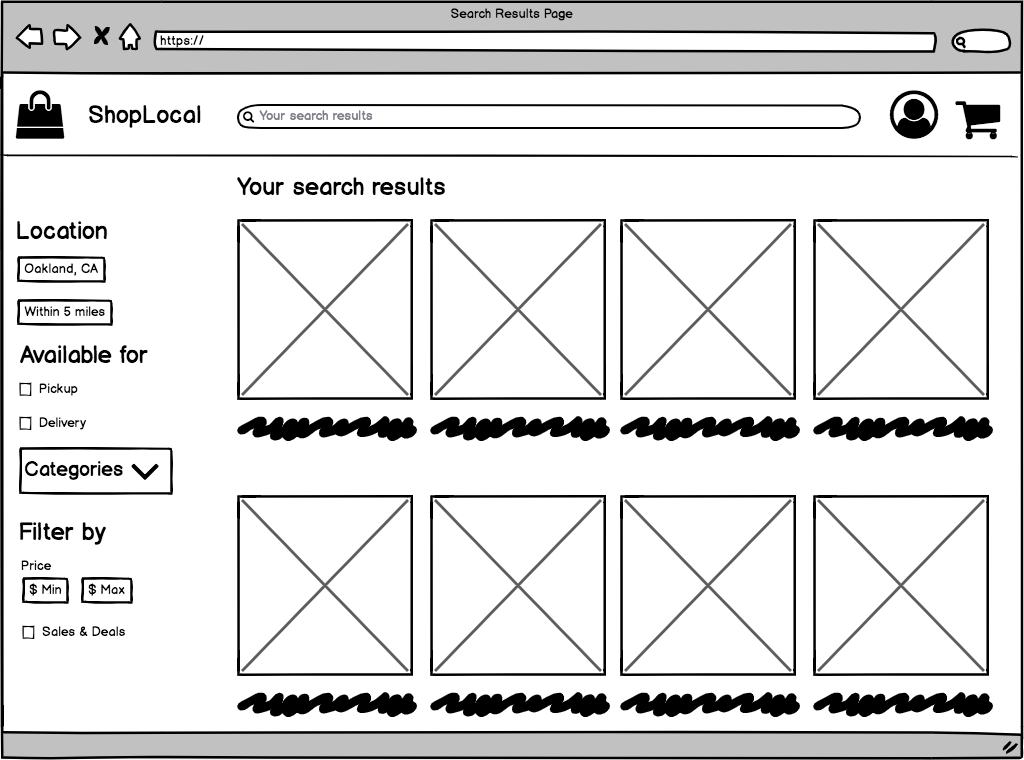 Search Results Page
https://
ShopLocal
Your search results
Your search results
Location
Oakland, CA
Within 5 miles
Available for
Pickup
Delivery
Categories
Filter by
Price
$ Min $ Max
Sales & Deals